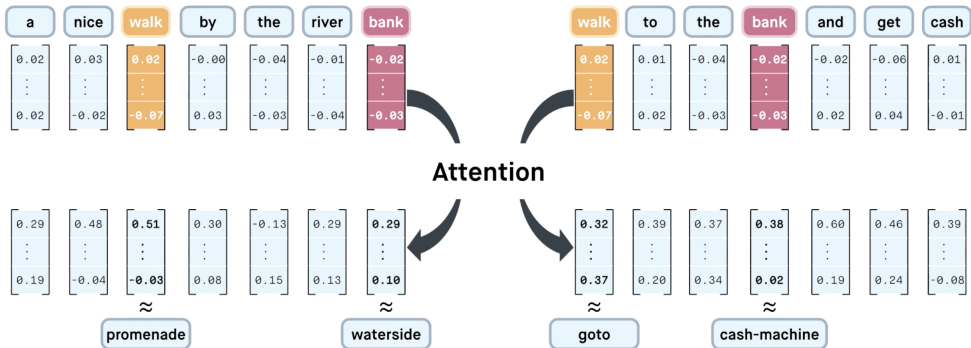 a nice walk by the river bank walk to the bank and get cash
0.02 0.03 0.02 -0.00 -0.04 -0.01 -0.02 0.02 0.01 -0.04 -0.02 -0.02 -0.06 0.01
0.02 -0.02 -0.07 0.03 -0.03 -0.04 -0.03 -0.07 0.02 -0.03 -0.03 0.02 0.04 -0.01
Attention
0.29 0.48 0.51 0.30 -0.13 0.29 0.29 0.32 0.39 0.37 0.38 0.60 0.46 0.39
0.19 -0.04 -0.03 0.08 0.15 0.13 0.10 0.37 0.20 0.34 0.02 0.19 0.24 -0.08
≈ ≈ ≈ ≈
promenade waterside goto cash-machine